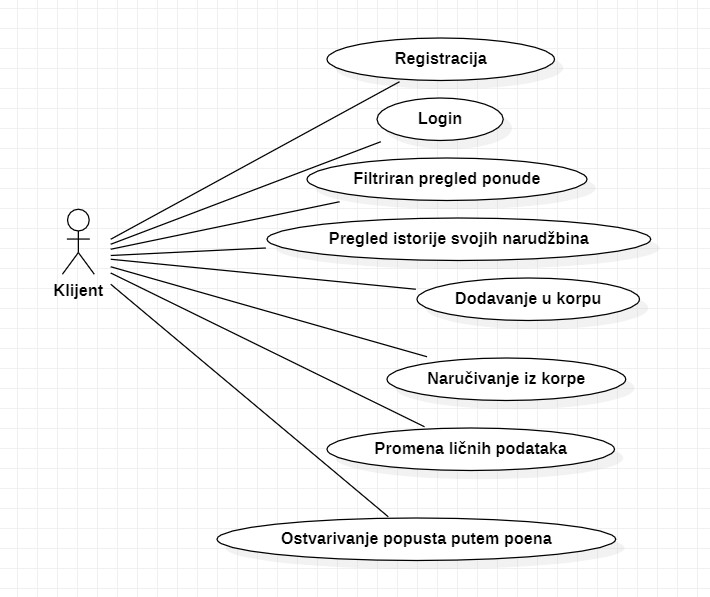 Registracija
Login
Filtriran pregled ponude
Pregled istorije svojih narudžbina
Klijent
Dodavanje u korpu
Naručivanje iz korpe
Promena ličnih podataka
Ostvarivanje popusta putem poena